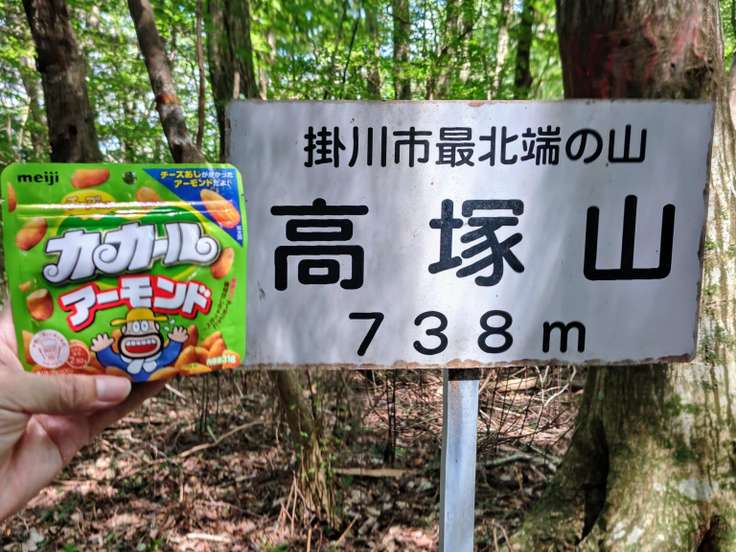 掛川市最北端の山
高塚山
738m
meiji
チーズあじがかかった
アーモンドだよ!
カカール
アーモンド